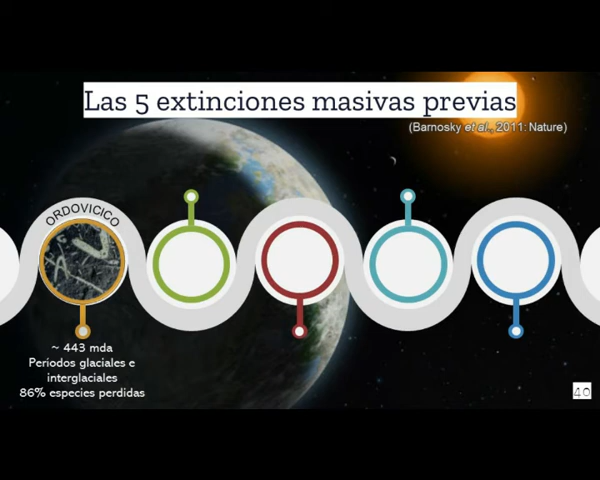 Las 5 extinciones masivas previas
(Barnosky et al., 2011: Nature)
ORDOVICICO
~ 443 mda
Períodos glaciales e
interglaciales
86% especies perdidas
40